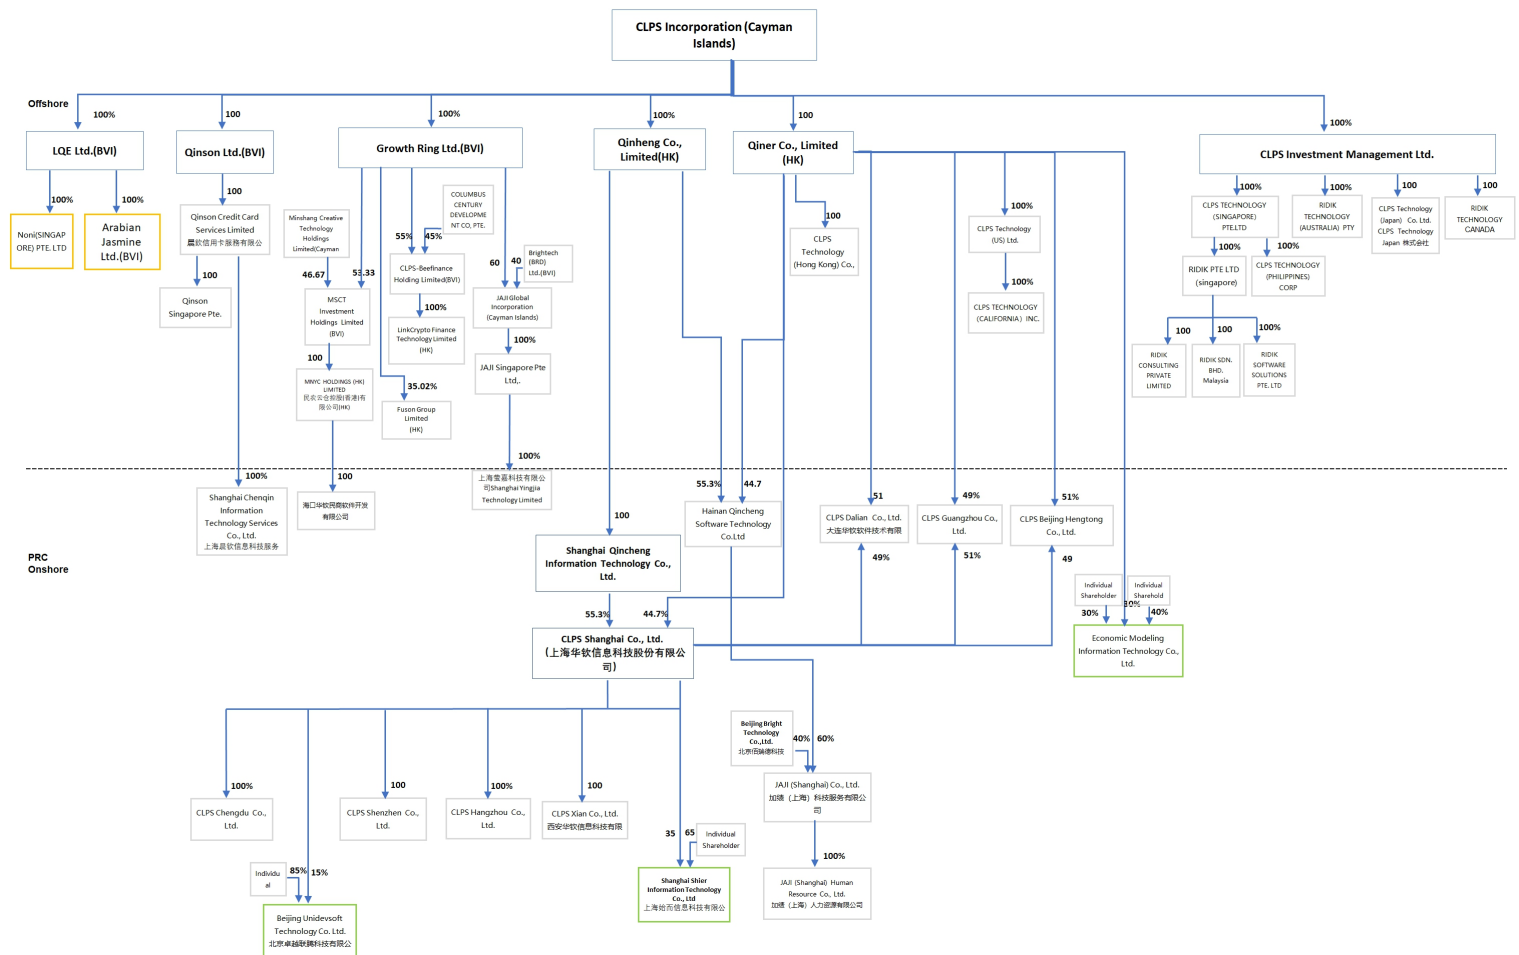 CLPS Incorporation (Cayman
Islands)
Offshore
100%
100
100%
100%
100
100%
LQE Ltd.(BVI)
Qinson Ltd.(BVI)
Growth Ring Ltd.(BVI)
Qinheng Co.,
Limited(HK)
Qiner Co., Limited
(HK)
CLPS Investment Management Ltd.
100%
100%
Noni(SINGAP
ORE) PTE. LTD
Arabian
Jasmine
Ltd.(BVI)
100
Qinson Credit Card
Services Limited
晨钦信用卡服務有限公
100
Qinson
Singapore Pte.
Minshang Creative
Technology
Holdings
Limited(Cayman
46.67
53.33
MSCT
Investment
Holdings Limited
(BVI)
100
MNYC HOLDINGS (HK)
LIMITED
民农云仓控股(香港)有
限公司(HK)
COLUMBUS
CENTURY
DEVELOPME
NT CO, PTE.
55%
45%
CLPS-Beefinance
Holding Limited(BVI)
100%
LinkCrypto Finance
Technology Limited
(HK)
35.02%
Fuson Group
Limited
(HK)
Brightech
(BRD)
Ltd.(BVI)
60
40
JAJI Global
Incorporation
(Cayman Islands)
100%
JAJI Singapore Pte
Ltd,.
100
CLPS
Technology
(Hong Kong) Co.,
100%
CLPS Technology
(US) Ltd.
100%
CLPS TECHNOLOGY
(CALIFORNIA) INC.
100%
CLPS TECHNOLOGY
(SINGAPORE)
PTE.LTD
100%
RIDIK
TECHNOLOGY
(AUSTRALIA) PTY
100
CLPS Technology
(Japan) Co. Ltd.
CLPS Technology
Japan 株式会社
100
RIDIK
TECHNOLOGY
CANADA
100%
RIDIK PTE LTD
(singapore)
100%
CLPS TECHNOLOGY
(PHILIPPINES)
CORP
100
RIDIK
CONSULTING
PRIVATE
LIMITED
100
RIDIK SDN.
BHD.
Malaysia
100%
RIDIK
SOFTWARE
SOLUTIONS
PTE. LTD
PRC
Onshore
100%
Shanghai Chenqin
Information
Technology Services
Co., Ltd.
上海晨钦信息科技服务
100
海口华钦民商软件开发
有限公司
100%
上海萤嘉科技有限公
司Shanghai Yingjia
Technology Limited
100
Shanghai Qincheng
Information Technology Co.,
Ltd.
55.3%
44.7
Hainan Qincheng
Software Technology
Co.Ltd
51
CLPS Dalian Co., Ltd.
大连华钦软件技术有限
49%
49%
CLPS Guangzhou Co.,
Ltd.
51%
51%
CLPS Beijing Hengtong
Co., Ltd.
49
Individual
Shareholder
Individual
Sharehold
30%
30%
40%
Economic Modeling
Information Technology Co.,
Ltd.
55.3%
44.7%
CLPS Shanghai Co., Ltd.
(上海华钦信息科技股份有限公
司)
100%
CLPS Chengdu Co.,
Ltd.
100
CLPS Shenzhen Co.,
Ltd.
100%
CLPS Hangzhou Co.,
Ltd.
100
CLPS Xian Co., Ltd.
西安华钦信息科技有限
Individu
al
85%
15%
Beijing Unidevsoft
Technology Co. Ltd.
北京卓越联腾科技有限公
35
65
Individual
Shareholder
Shanghai Shier
Information Technology
Co., Ltd
上海始而信息科技有限公
Beijing Bright
Technology
Co.,Ltd.
北京佰瑞德科技
40%
60%
JAJI (Shanghai) Co., Ltd.
加绩（上海）科技服务有限公
司
100%
JAJI (Shanghai) Human
Resource Co., Ltd.
加绩（上海）人力资源有限公司